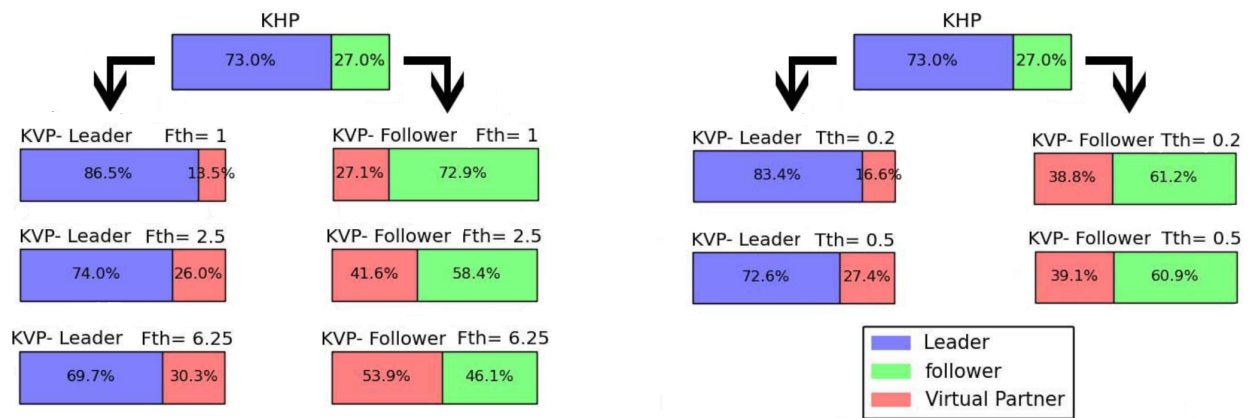 KHP
73.0% 27.0%
KVP- Leader Fth= 1
86.5% 13.5%
KVP- Follower Fth= 1
27.1% 72.9%
KVP- Leader Fth= 2.5
74.0% 26.0%
KVP- Follower Fth= 2.5
41.6% 58.4%
KVP- Leader Fth= 6.25
69.7% 30.3%
KVP- Follower Fth= 6.25
53.9% 46.1%
KHP
73.0% 27.0%
KVP- Leader Tth= 0.2
83.4% 16.6%
KVP- Follower Tth= 0.2
38.8% 61.2%
KVP- Leader Tth= 0.5
72.6% 27.4%
KVP- Follower Tth= 0.5
39.1% 60.9%
Leader
follower
Virtual Partner